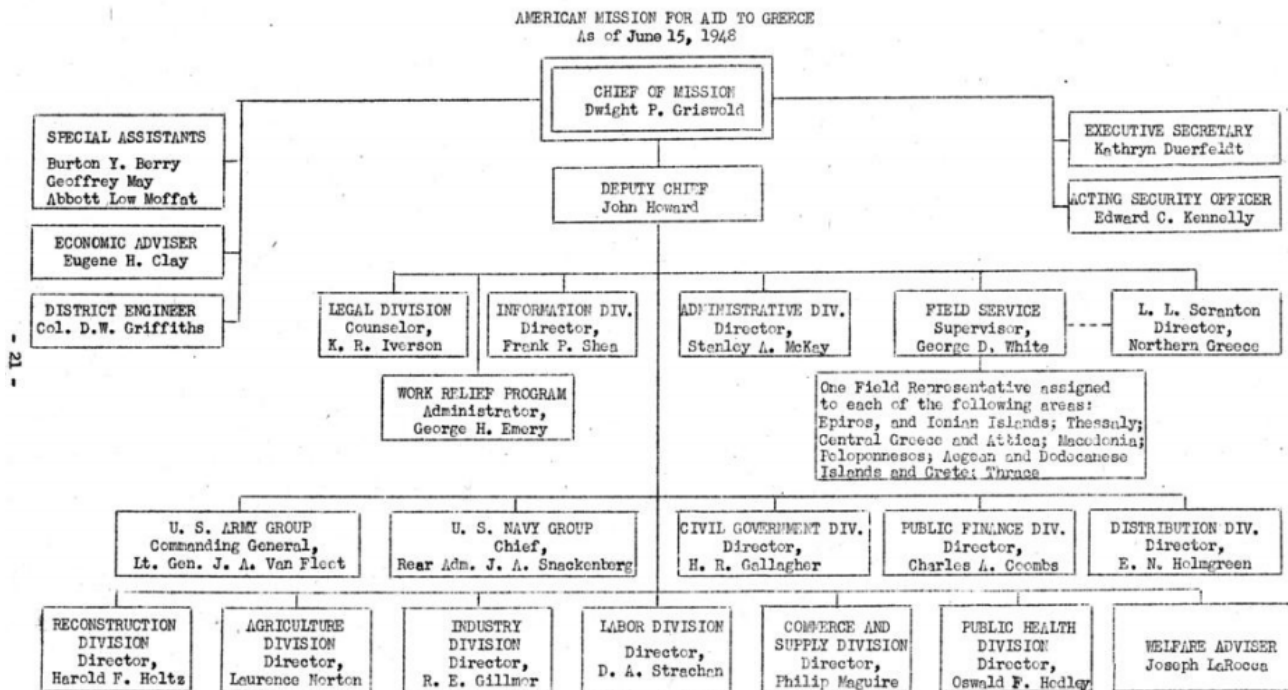 AMERICAN MISSION FOR AID TO GREECE
As of June 15, 1948
CHIEF OF MISSION
Dwight P. Griswold
SPECIAL ASSISTANTS
Burton Y. Berry
Geoffrey May
Abbott Low Moffat
EXECUTIVE SECRETARY
Kathryn Duerfeldt
DEPUTY CHIEF
John Howard
ACTING SECURITY OFFICER
Edward C. Kennelly
ECONOMIC ADVISER
Eugene H. Clay
DISTRICT ENGINEER
Col. D.W. Griffiths
LEGAL DIVISION
Counselor,
K. R. Iverson
INFORMATION DIV.
Director,
Frank P. Shea
ADMINISTRATIVE DIV.
Director,
Stanley A. McKay
FIELD SERVICE
Supervisor,
George D. White
L. L. Scranton
Director,
Northern Greece
- 21 -
WORK RELIEF PROGRAM
Administrator,
George H. Emery
One Field Representative assigned
to each of the following areas:
Epiros, and Ionian Islands; Thessaly;
Central Greece and Attica; Macedonia;
Peloponnesos; Aegean and Dodecanese
Islands and Crete; Thrace
U. S. ARMY GROUP
Commanding General,
Lt. Gen. J. A. Van Fleet
U. S. NAVY GROUP
Chief,
Rear Adm. J. A. Snackenberg
CIVIL GOVERNMENT DIV.
Director,
H. R. Gallagher
PUBLIC FINANCE DIV.
Director,
Charles A. Coombs
DISTRIBUTION DIV.
Director,
E. N. Holmgreen
RECONSTRUCTION
DIVISION
Director,
Harold F. Holtz
AGRICULTURE
DIVISION
Director,
Laurence Norton
INDUSTRY
DIVISION
Director,
R. E. Gillmor
LABOR DIVISION
Director,
D. A. Strachan
COMMERCE AND
SUPPLY DIVISION
Director,
Philip Maguire
PUBLIC HEALTH
DIVISION
Director,
Oswald F. Hedley
WELFARE ADVISER
Joseph LaRocca